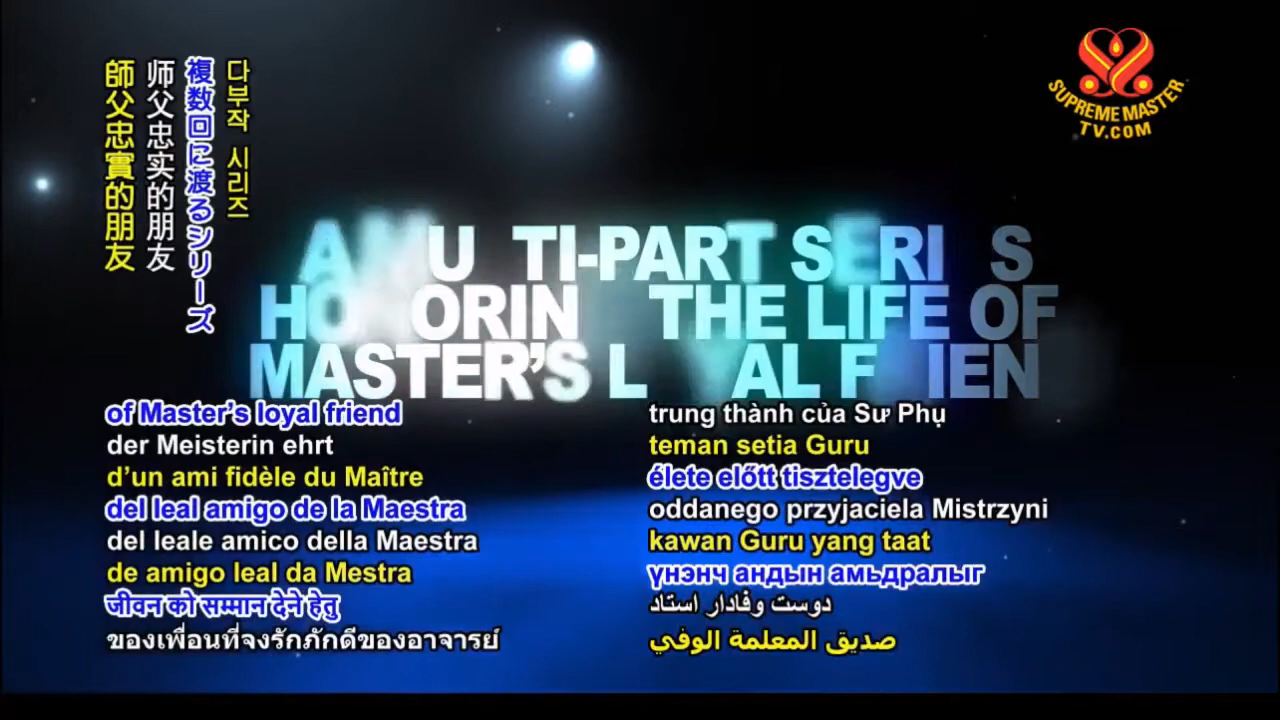 師父忠實的朋友
师父忠实的朋友
複数回に渡るシリーズ
다부작 시리즈
SUPREME MASTER
TV.COM
A MU TI-PART SERI S
HONORIN THE LIFE OF
MASTER'S L YAL F IEN
of Master's loyal friend
der Meisterin ehrt
d'un ami fidèle du Maître
del leal amigo de la Maestra
del leale amico della Maestra
de amigo leal da Mestra
जीवन को सम्मान देने हेतु
ของเพื่อนที่จงรักภักดีของอาจารย์
trung thành của Sư Phụ
teman setia Guru
élete előtt tisztelegve
oddanego przyjaciela Mistrzyni
kawan Guru yang taat
үнэнч андын амьдралыг
دوست وفادار استاد
صديق المعلمة الوفي